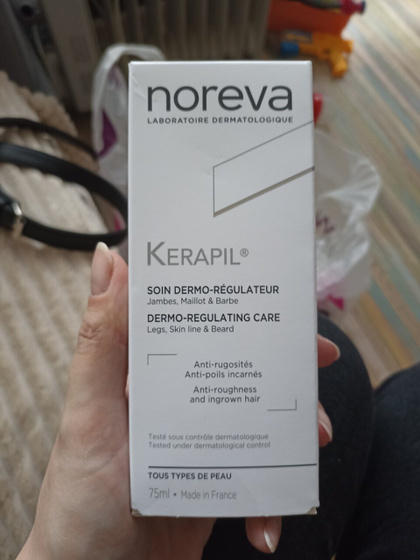 noreva
LABORATOIRE DERMATOLOGIQUE
KERAPIL®
SOIN DERMO-RÉGULATEUR
Jambes, Maillot & Barbe
DERMO-REGULATING CARE
Legs, Skin line & Beard
Anti-rugosités
Anti-poils incarnés
Anti-roughness
and ingrown hair
Testé sous contrôle dermatologique
Tested under dermatological control
TOUS TYPES DE PEAU
75ml • Made in France